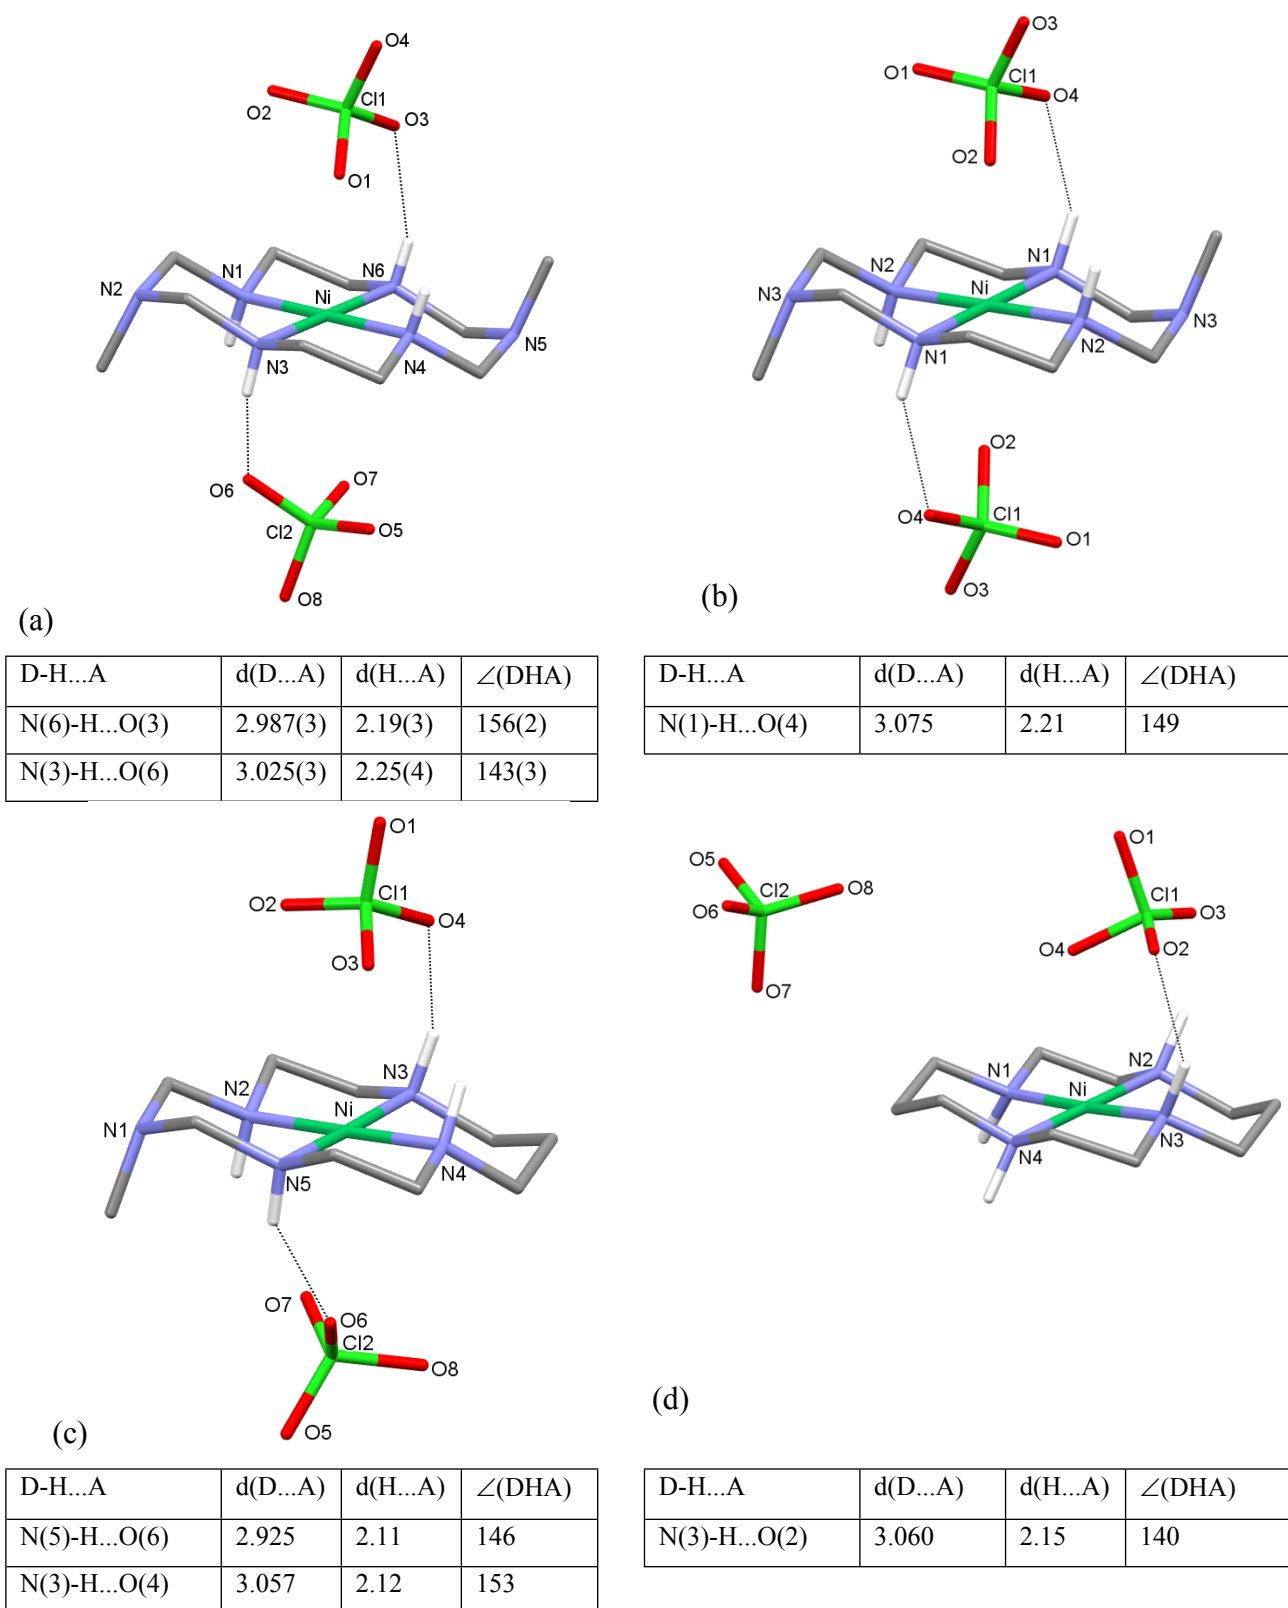 O4
Cl1
O2
O3
O1
N1
N6
N2
Ni
N5
N3
N4
O6
O7
Cl2
O5
O8
(a)
O3
O1
Cl1
O4
O2
N1
N2
Ni
N3
N3
N1
N2
O2
O4
Cl1
O1
O3
(b)
D-H...A d(D...A) d(H...A) ∠(DHA)
N(6)-H...O(3) 2.987(3) 2.19(3) 156(2)
N(3)-H...O(6) 3.025(3) 2.25(4) 143(3)
D-H...A d(D...A) d(H...A) ∠(DHA)
N(1)-H...O(4) 3.075 2.21 149
O1
Cl1
O2
O4
O3
N3
N2
Ni
N1
N4
N5
O7
O6
Cl2
O8
O5
(c)
O1
O5
Cl2
O8
Cl1
O6
O3
O4
O2
O7
N2
N1
Ni
N3
N4
(d)
D-H...A d(D...A) d(H...A) ∠(DHA)
N(5)-H...O(6) 2.925 2.11 146
N(3)-H...O(4) 3.057 2.12 153
D-H...A d(D...A) d(H...A) ∠(DHA)
N(3)-H...O(2) 3.060 2.15 140